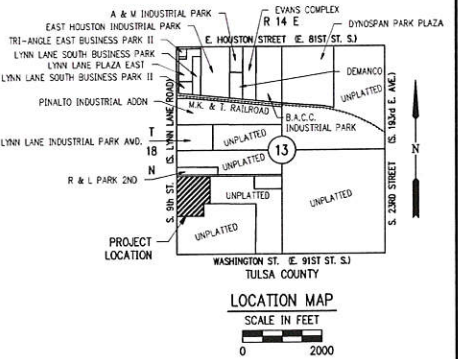 A & M INDUSTRIAL PARK
EVANS COMPLEX
EAST HOUSTON INDUSTRIAL PARK
R 14 E
DYNOSPAN PARK PLAZA
TRI-ANGLE EAST BUSINESS PARK II
E. HOUSTON STREET (E. 81ST ST. S.)
LYNN LANE SOUTH BUSINESS PARK
LYNN LANE PLAZA EAST
DEMANCO
LYNN LANE SOUTH BUSINESS PARK II
UNPLATTED
PINALTO INDUSTRIAL ADDN
M.K. & T. RAILROAD
B.A.C.C.
INDUSTRIAL PARK
(S. LYNN LANE/ROAD)
(S. 193rd E. AVE.)
T
18
N
UNPLATTED
LYNN LANE INDUSTRIAL PARK AMD.
13
N
UNPLATTED
R & L PARK 2ND
UNPLATTED
UNPLATTED
S. 9th ST.
S. 23RD STREET
UNPLATTED
PROJECT
LOCATION
WASHINGTON ST. (E. 91ST ST. S.)
TULSA COUNTY
LOCATION MAP
SCALE IN FEET
0 2000